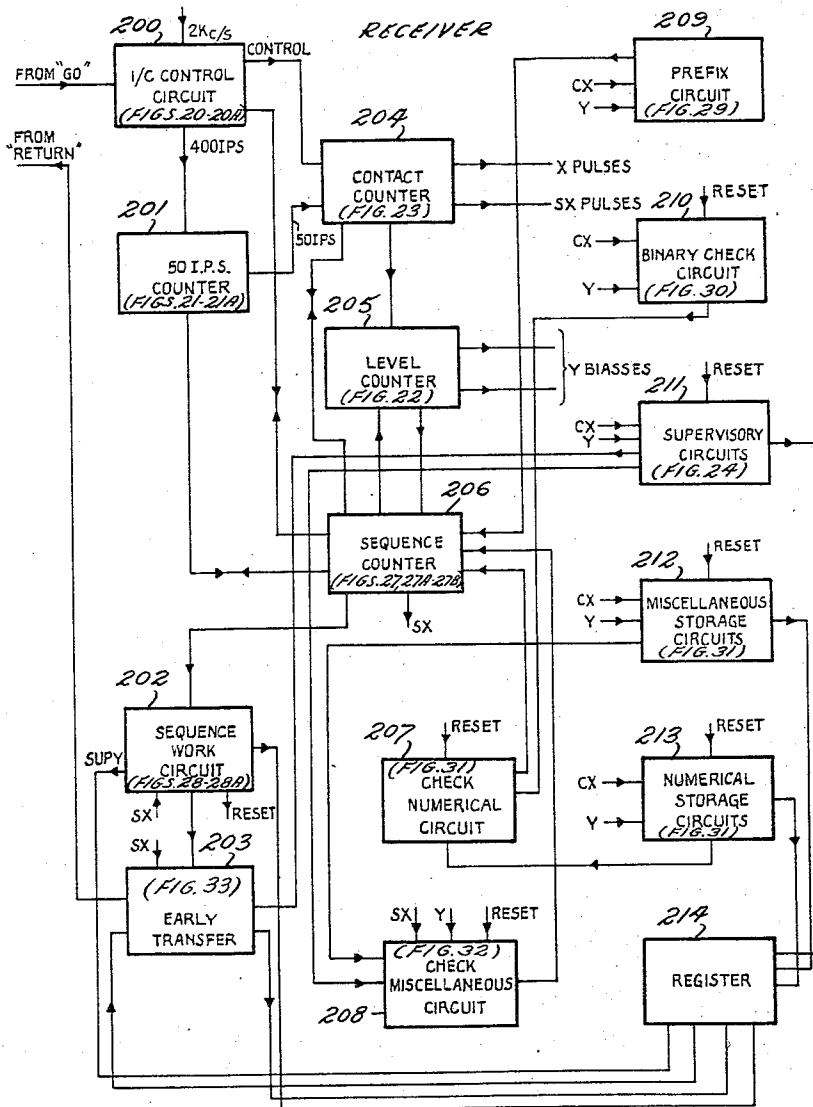 RECEIVER
200
2KC/S
FROM "GO"
I/C CONTROL
CIRCUIT
(FIGS.20-20A)
CONTROL
FROM
"RETURN"
400IPS
201
50 I.P.S.
COUNTER
(FIGS.21-21A)
50IPS
204
CONTACT
COUNTER
(FIG.23)
X PULSES
SX PULSES
205
LEVEL
COUNTER
(FIG.22)
Y BIASSES
206
SEQUENCE
COUNTER
(FIGS.27,27A-27B)
SX
209
PREFIX
CIRCUIT
(FIG.29)
CX
Y
210
RESET
BINARY CHECK
CIRCUIT
(FIG.30)
CX
Y
211
RESET
SUPERVISORY
CIRCUITS
(FIG.24)
CX
Y
212
RESET
MISCELLANEOUS
STORAGE
CIRCUITS
(FIG.31)
CX
Y
202
SEQUENCE
WORK
CIRCUIT
(FIGS.28-28A)
SUPY
SX
RESET
SX
203
(FIG.33)
EARLY
TRANSFER
207
RESET
(FIG.31)
CHECK
NUMERICAL
CIRCUIT
213
RESET
NUMERICAL
STORAGE
CIRCUITS
(FIG.31)
CX
Y
SX
Y
RESET
(FIG.32)
CHECK
MISCELLANEOUS
CIRCUIT
208
214
REGISTER